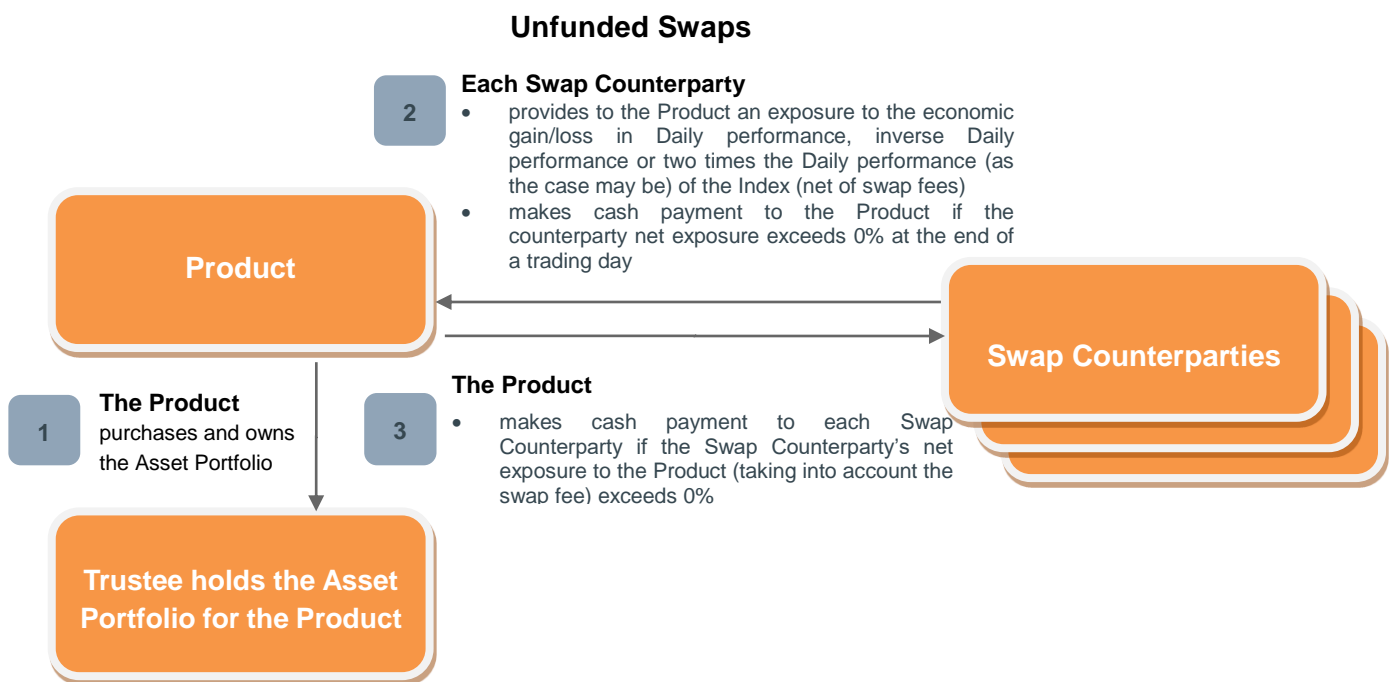 Unfunded Swaps
2
Each Swap Counterparty
• provides to the Product an exposure to the economic
gain/loss in Daily performance, inverse Daily
performance or two times the Daily performance (as
the case may be) of the Index (net of swap fees)
• makes cash payment to the Product if the
counterparty net exposure exceeds 0% at the end of
a trading day
Product
Swap Counterparties
1
The Product
purchases and owns
the Asset Portfolio
3
The Product
• makes cash payment to each Swap
Counterparty if the Swap Counterparty’s net
exposure to the Product (taking into account the
swap fee) exceeds 0%
Trustee holds the Asset
Portfolio for the Product